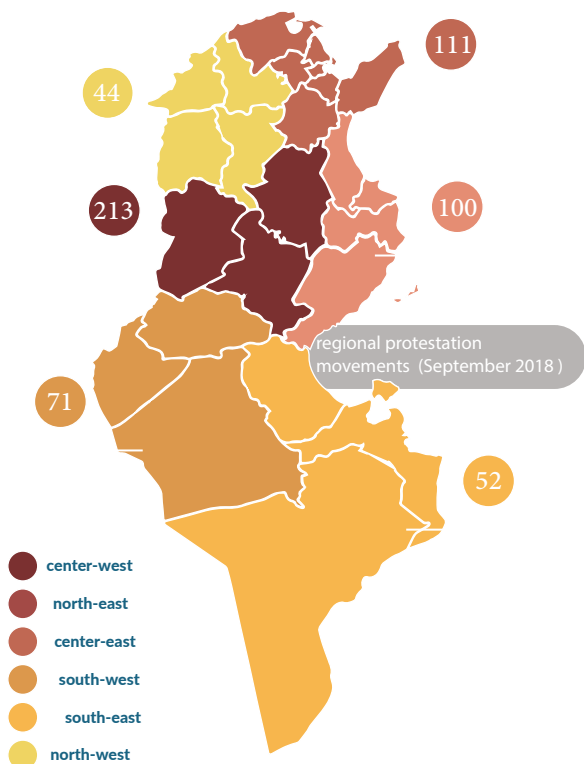 111
44
213
100
regional protestation
movements (September 2018 )
71
52
center-west
north-east
center-east
south-west
south-east
north-west